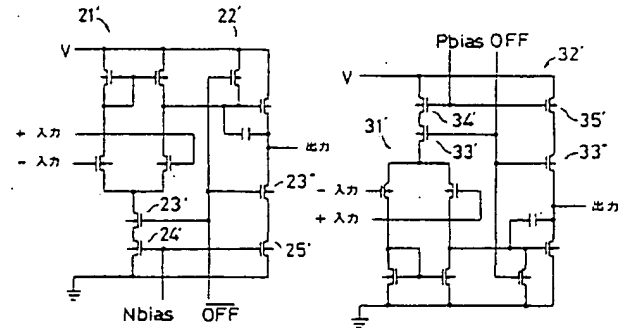 21'
22'
V
+ 入力
- 入力
出力
23'
23"
24'
25'
Nbias
OFF
Pbias OFF
32'
V
34'
35'
31'
33'
33"
- 入力
+ 入力
出力